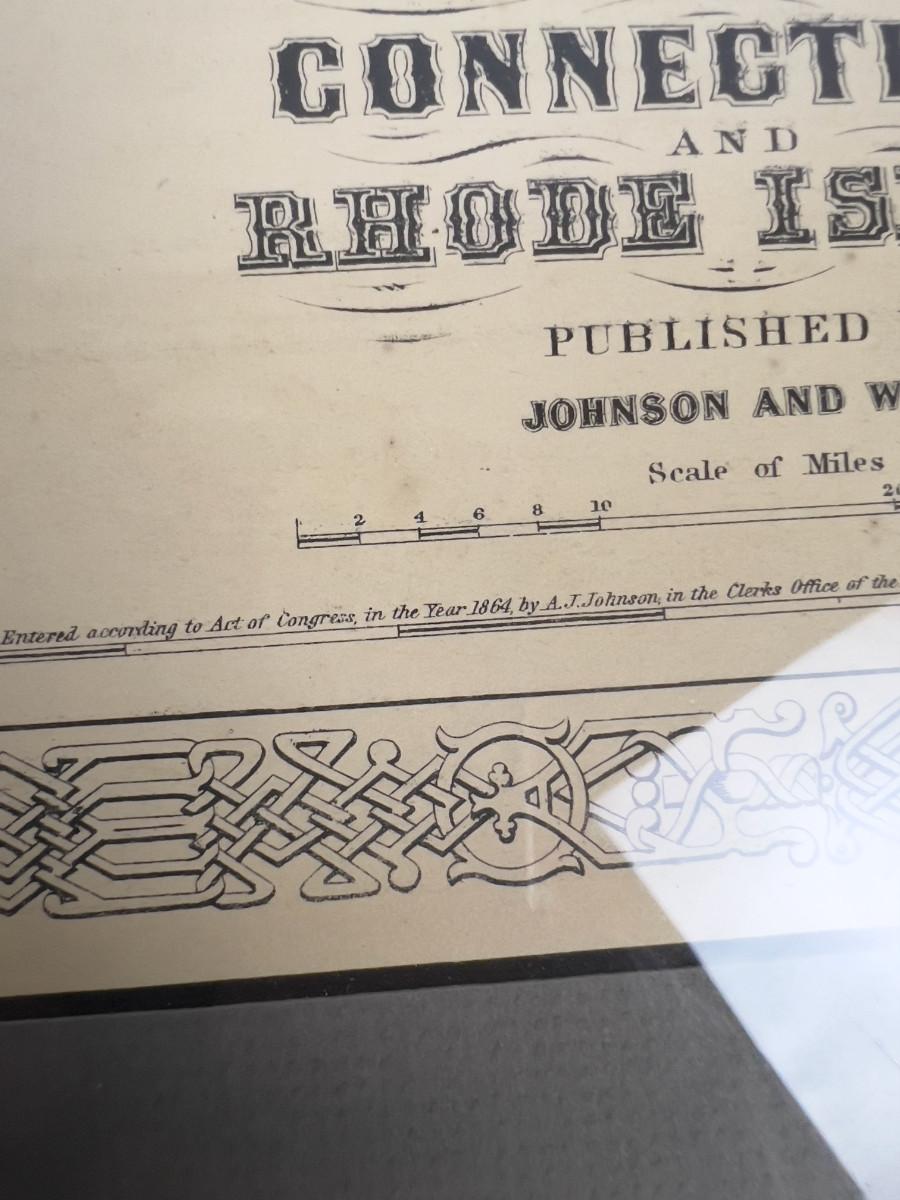 CONNECTI
AND
RHODE IS
PUBLISHED
JOHNSON AND W
Scale of Miles
2 4 6 8 10 20
Entered according to Act of Congress, in the Year 1864, by A.J. Johnson, in the Clerks Office of the